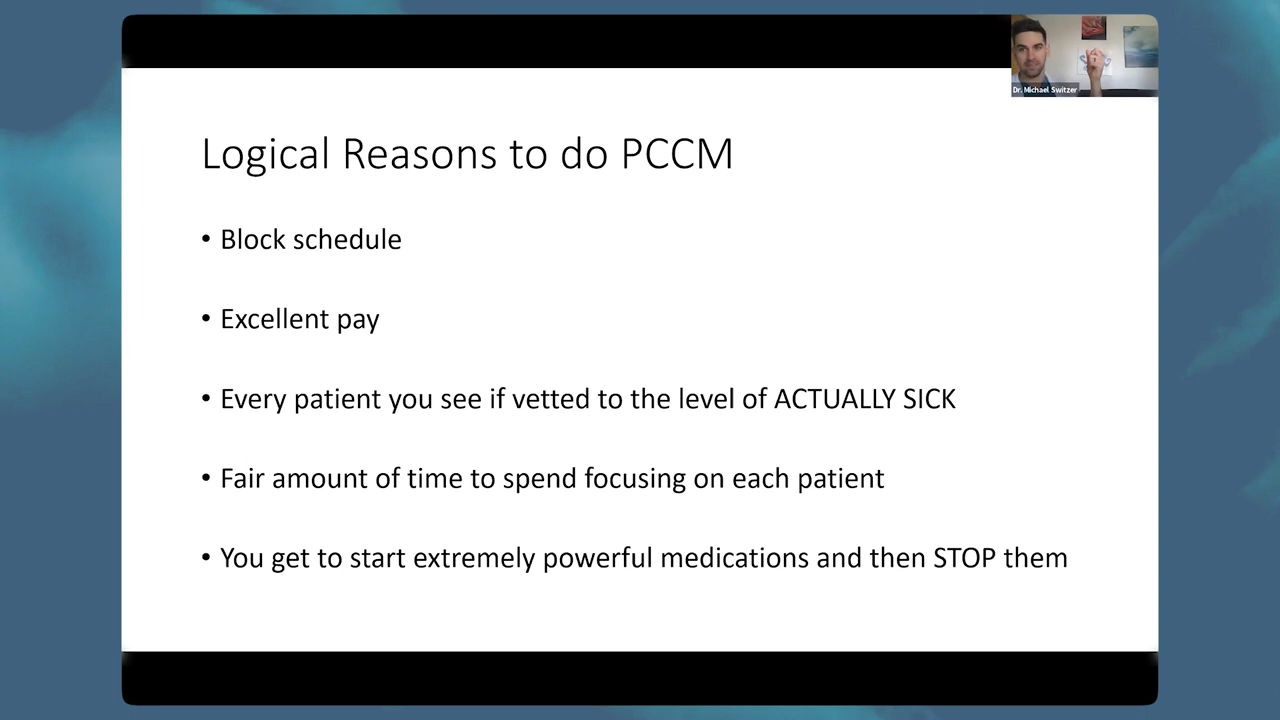 Dr. Michael Switzer
Logical Reasons to do PCCM
• Block schedule
• Excellent pay
• Every patient you see if vetted to the level of ACTUALLY SICK
• Fair amount of time to spend focusing on each patient
• You get to start extremely powerful medications and then STOP them